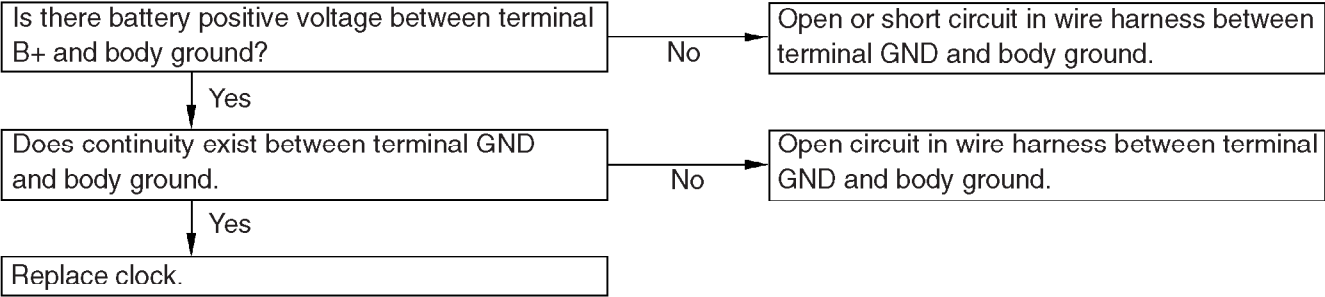 Is there battery positive voltage between terminal
B+ and body ground?
No
Open or short circuit in wire harness between
terminal GND and body ground.
Yes
Does continuity exist between terminal GND
and body ground.
No
Open circuit in wire harness between terminal
GND and body ground.
Yes
Replace clock.